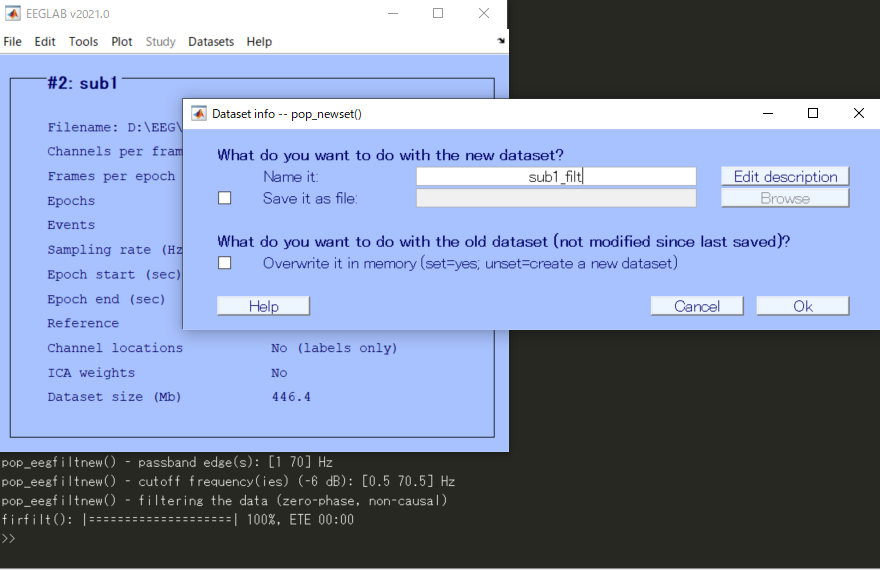 EEGLAB v2021.0
File Edit Tools Plot Study Datasets Help
#2: sub1
Filename: D:\EEG\
Channels per fram
Frames per epoch
Epochs
Events
Sampling rate (Hz
Epoch start (sec)
Epoch end (sec)
Reference
Channel locations No (labels only)
ICA weights No
Dataset size (Mb) 446.4
Dataset info -- pop_newset()
What do you want to do with the new dataset?
Name it: sub1_filt Edit description
Save it as file: Browse
What do you want to do with the old dataset (not modified since last saved)?
Overwrite it in memory (set=yes; unset=create a new dataset)
Help Cancel Ok
pop_eegfiltnew() - passband edge(s): [1 70] Hz
pop_eegfiltnew() - cutoff frequency(ies) (-6 dB): [0.5 70.5] Hz
pop_eegfiltnew() - filtering the data (zero-phase, non-causal)
firfilt(): |====================| 100%, ETE 00:00
>>